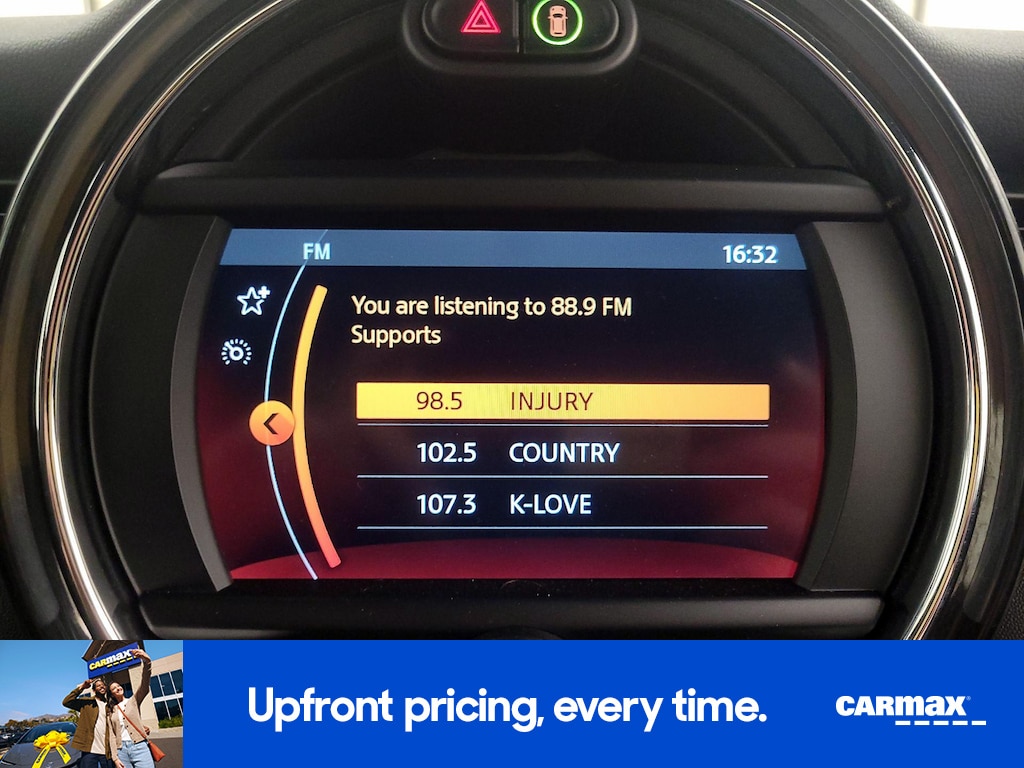 FM 16:32
You are listening to 88.9 FM
Supports
98.5 INJURY
102.5 COUNTRY
107.3 K-LOVE
CARMAX
Upfront pricing, every time. CARMAX